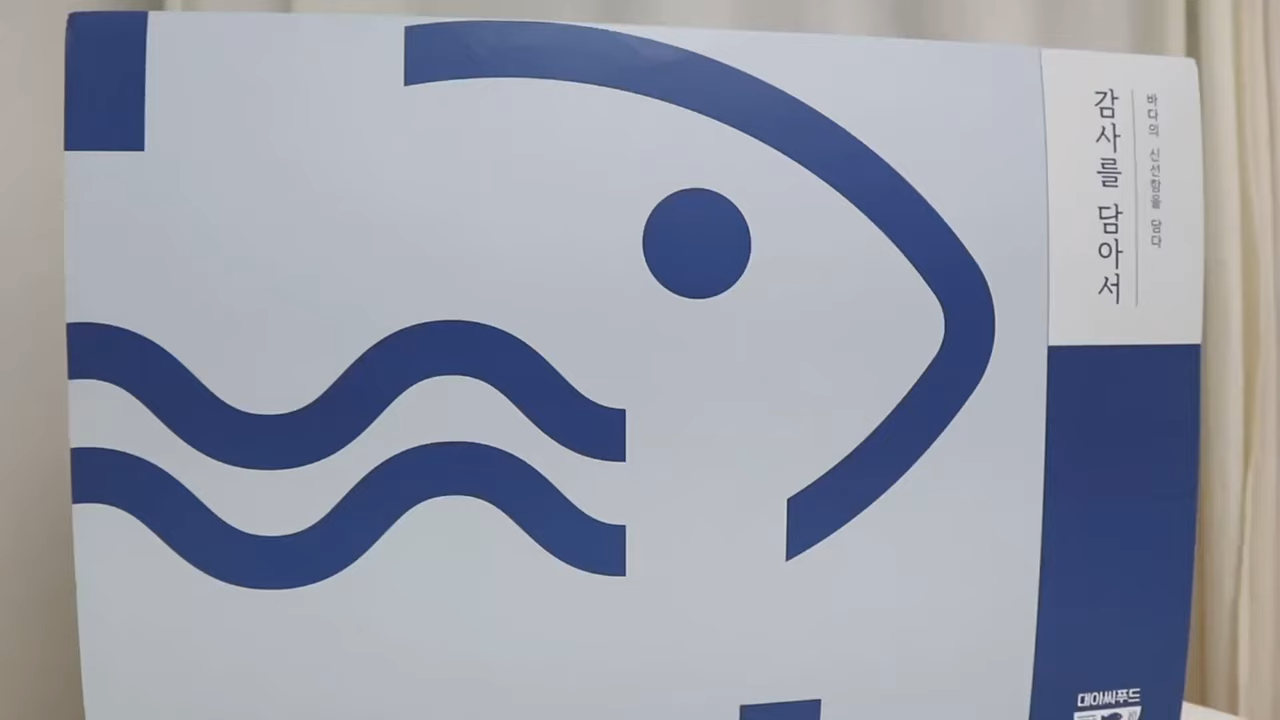 바다의 신선함을 담다
감사를 담아서
대아씨푸드